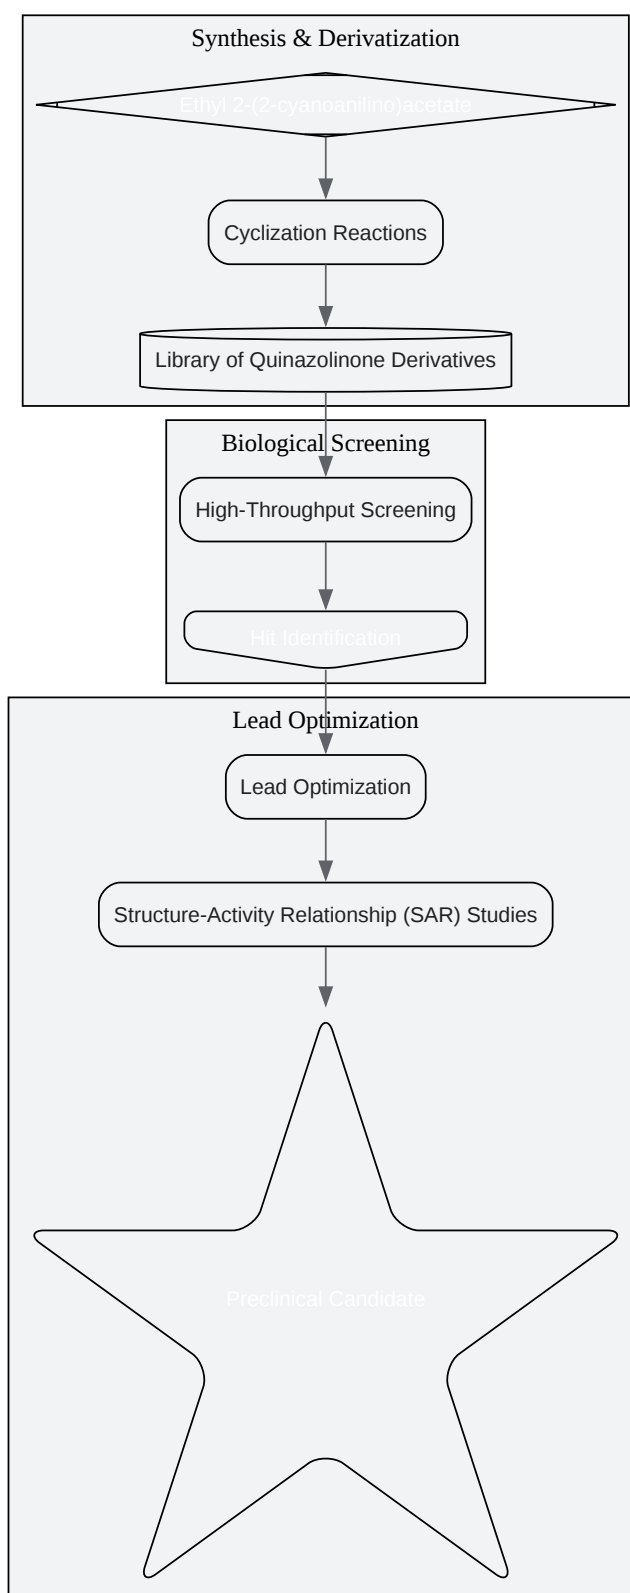 Synthesis & Derivatization
Ethyl 2-(2-cyanoanilino)acetate
Cyclization Reactions
Library of Quinazolinone Derivatives
Biological Screening
High-Throughput Screening
Hit Identification
Lead Optimization
Lead Optimization
Structure-Activity Relationship (SAR) Studies
Preclinical Candidate